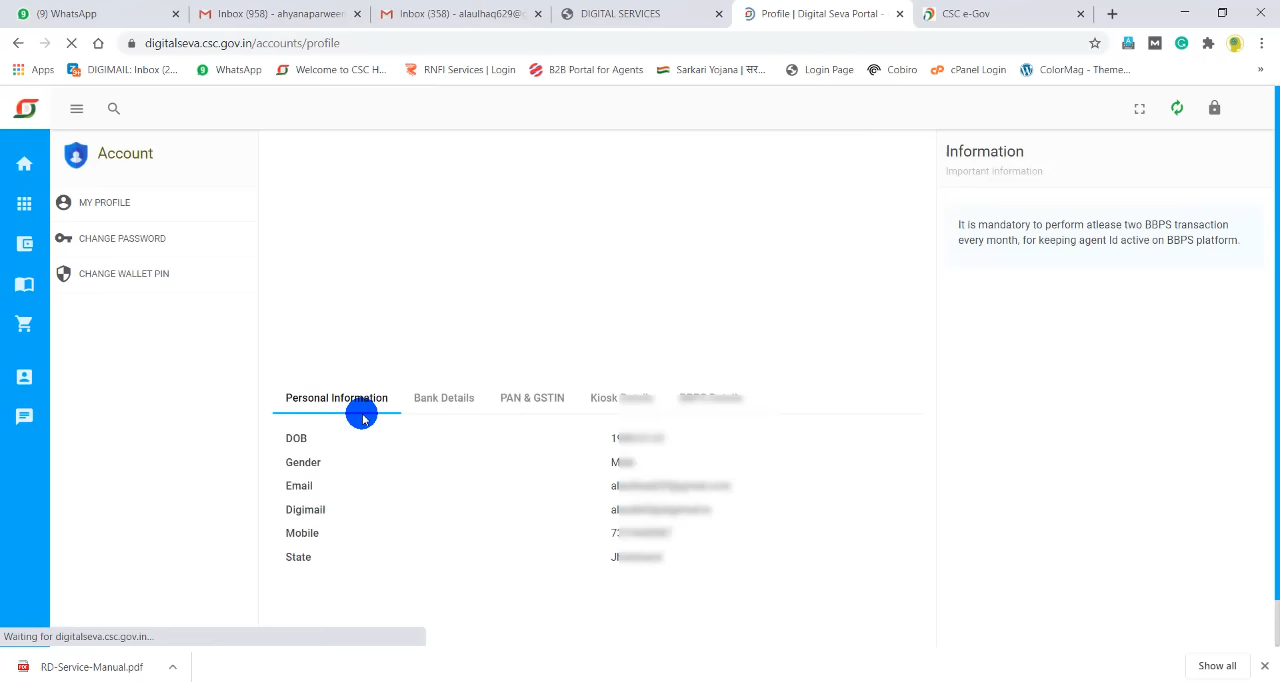 (9) WhatsApp
Inbox (958) - ahyanaparween
Inbox (358) - alaulhaq629@g
DIGITAL SERVICES
Profile | Digital Seva Portal -
CSC e-Gov
digitalseva.csc.gov.in/accounts/profile
Apps
DIGIMAIL: Inbox (2...
WhatsApp
Welcome to CSC H...
RNFI Services | Login
B2B Portal for Agents
Sarkari Yojana | सर...
Login Page
Cobiro
cPanel Login
ColorMag - Theme...
»
Account
MY PROFILE
CHANGE PASSWORD
CHANGE WALLET PIN
Information
Important information
It is mandatory to perform atlease two BBPS transaction
every month, for keeping agent Id active on BBPS platform.
Personal Information Bank Details PAN & GSTIN Kiosk
DOB
Gender
Email
Digimail
Mobile
State
Waiting for digitalseva.csc.gov.in...
RD-Service-Manual.pdf
Show all